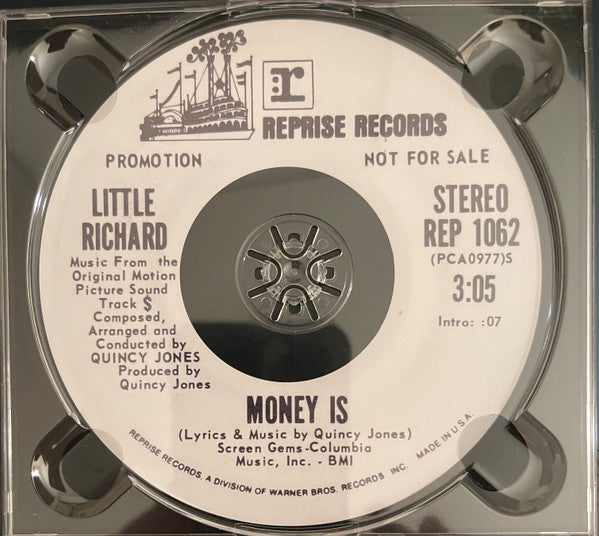 r
REPRISE RECORDS
PROMOTION
NOT FOR SALE
LITTLE
RICHARD
Music From the
Original Motion
Picture Sound
Track $
Composed,
Arranged and
Conducted by
QUINCY JONES
Produced by
Quincy Jones
STEREO
REP 1062
(PCA0977)S
3:05
Intro: :07
MONEY IS
(Lyrics & Music by Quincy Jones)
Screen Gems-Columbia
Music, Inc. - BMI
REPRISE RECORDS, A DIVISION OF WARNER BROS. RECORDS INC. MADE IN U.S.A.